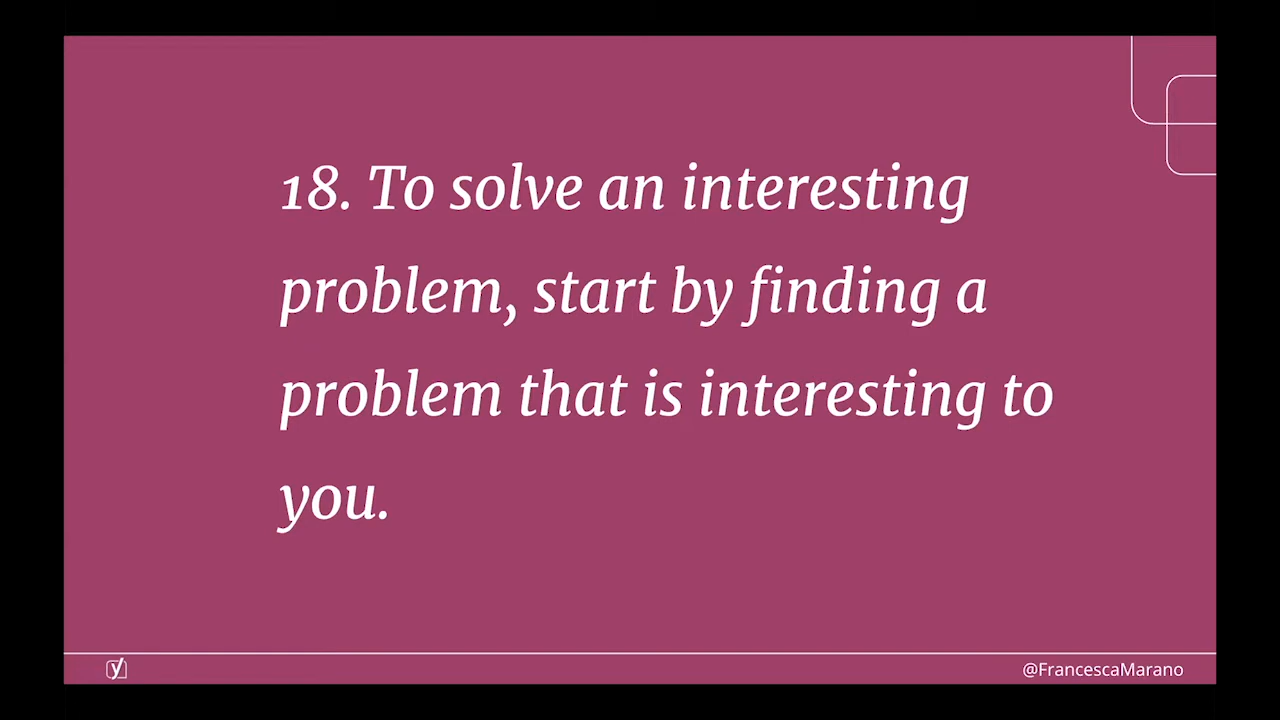 18. To solve an interesting
problem, start by finding a
problem that is interesting to
you.
y
@FrancescaMarano